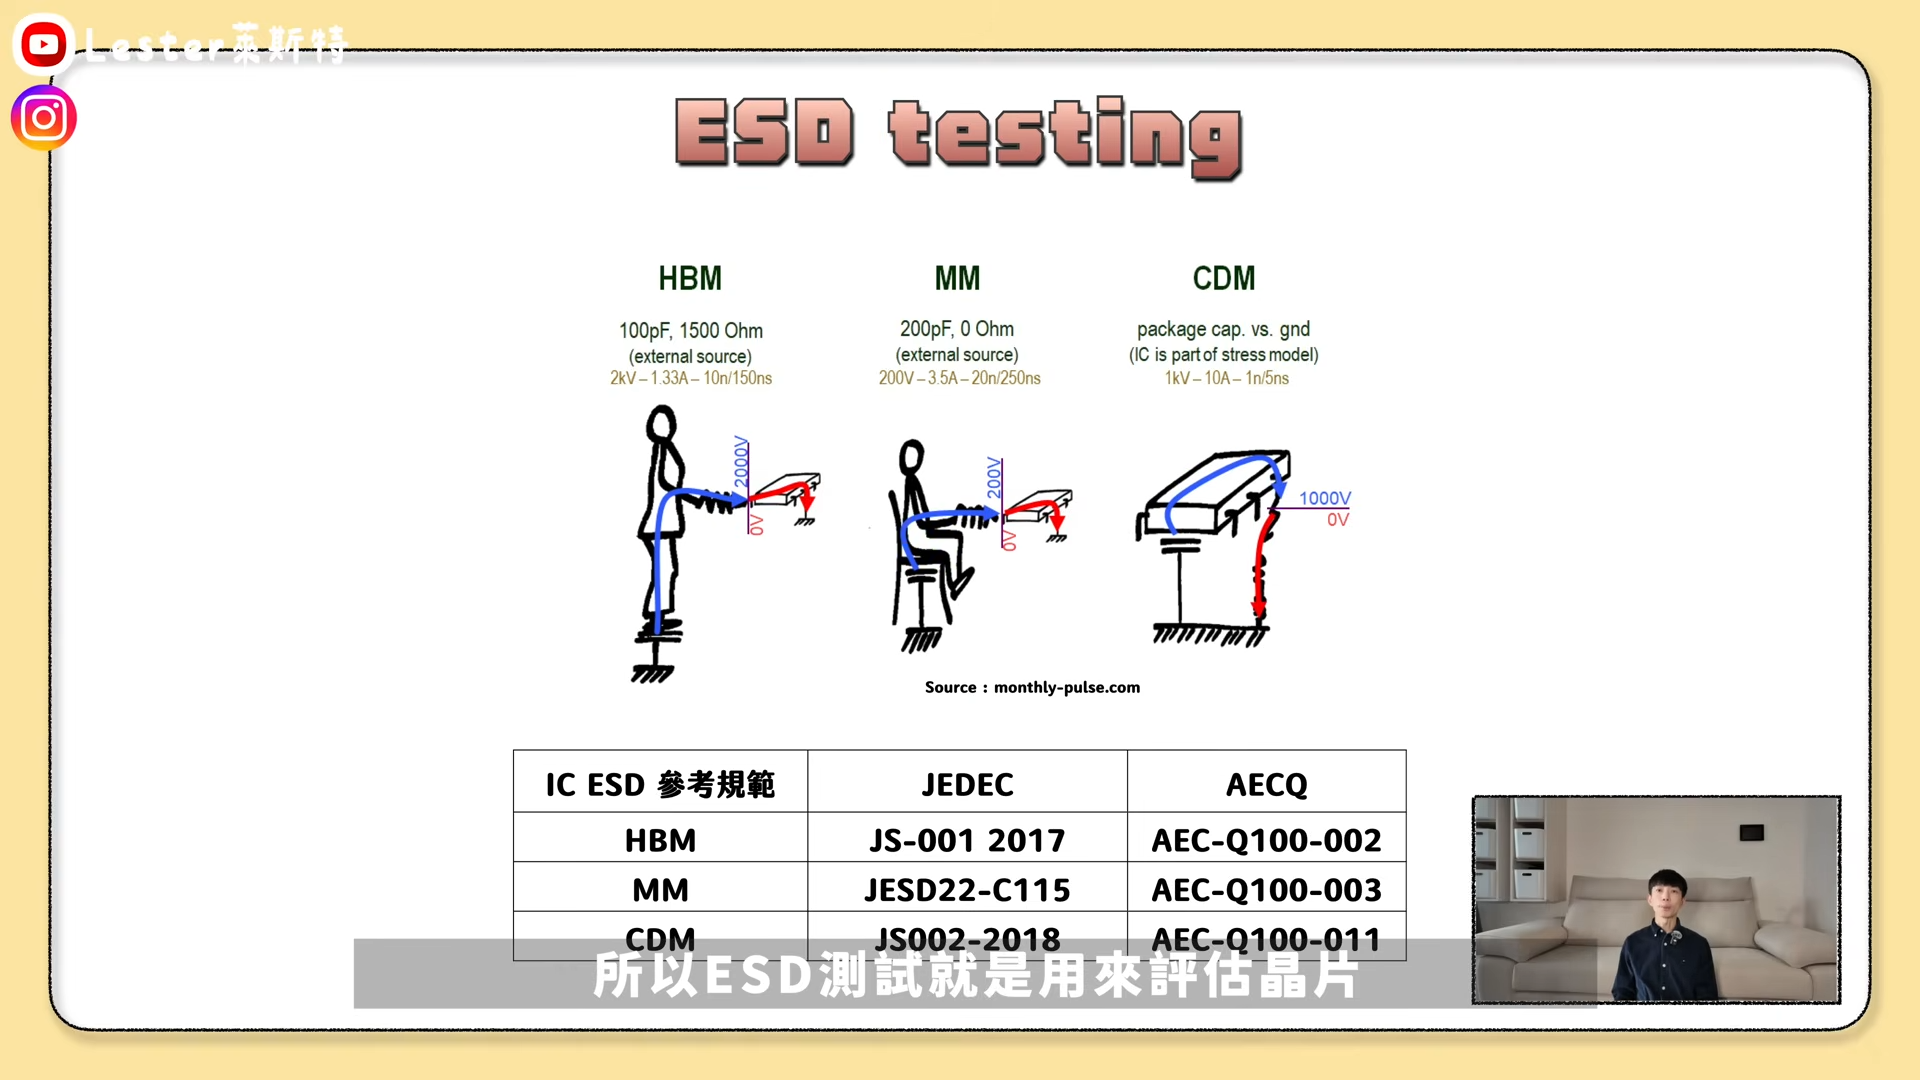 Lester萊斯特
ESD testing
HBM
100pF, 1500 Ohm
(external source)
2kV – 1.33A – 10n/150ns
2000V
0V
MM
200pF, 0 Ohm
(external source)
200V – 3.5A – 20n/250ns
200V
0V
CDM
package cap. vs. gnd
(IC is part of stress model)
1kV – 10A – 1n/5ns
1000V
0V
Source : monthly-pulse.com
IC ESD 參考規範 JEDEC AECQ
HBM JS-001 2017 AEC-Q100-002
MM JESD22-C115 AEC-Q100-003
CDM JS002-2018 AEC-Q100-011
所以ESD測試就是用來評估晶片